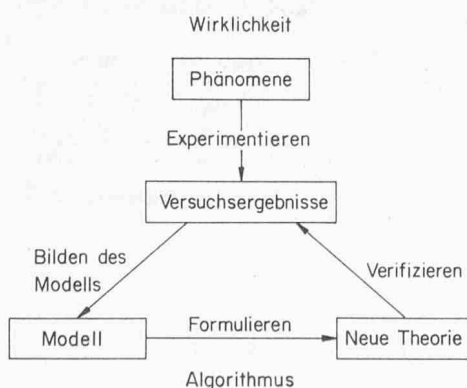 Wirklichkeit
Phänomene
Experimentieren
Versuchsergebnisse
Bilden des
Modells
Verifizieren
Modell
Formulieren
Neue Theorie
Algorithmus